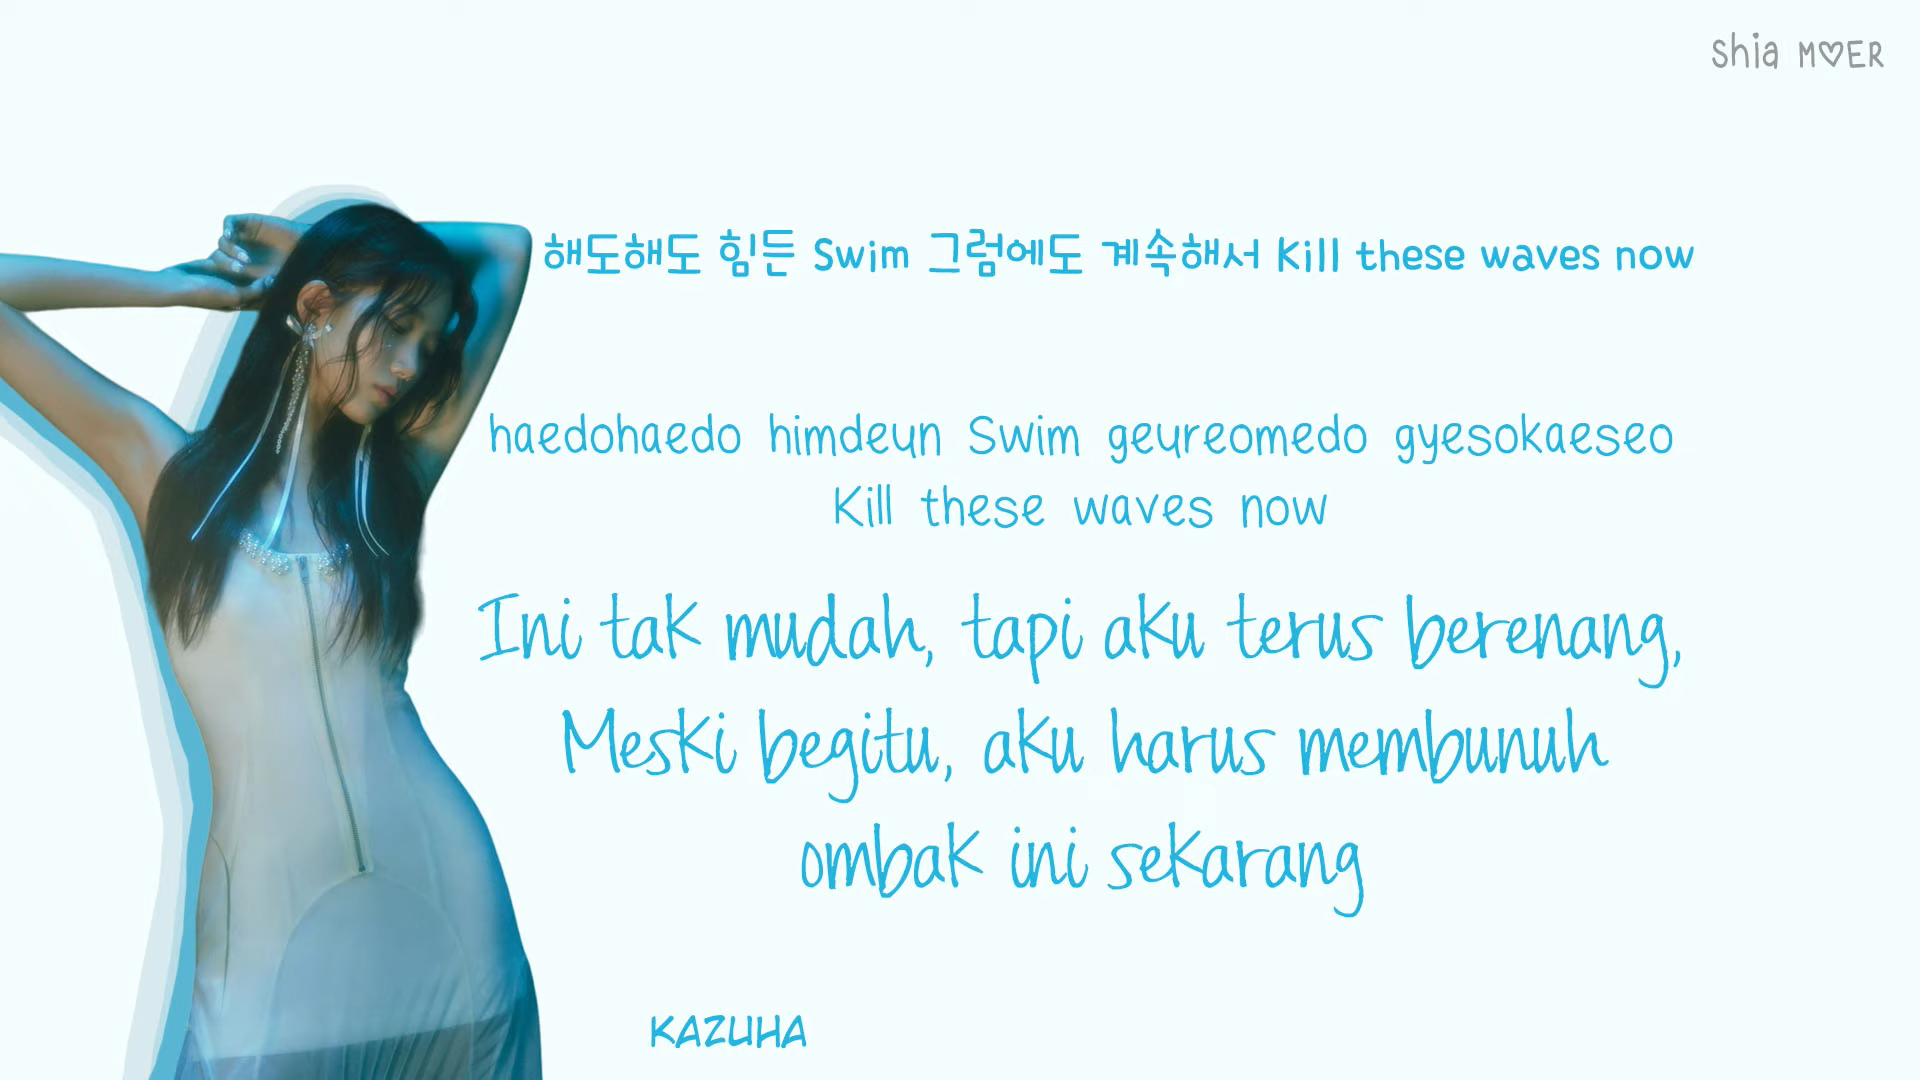 Shia M♡ER
해도해도 힘든 Swim 그럼에도 계속해서 Kill these waves now
haedohaedo himdeun Swim geureomedo gyesokaeseo
Kill these waves now
Ini tak mudah, tapi aku terus berenang,
Meski begitu, aku harus membunuh
ombak ini sekarang
KAZUHA